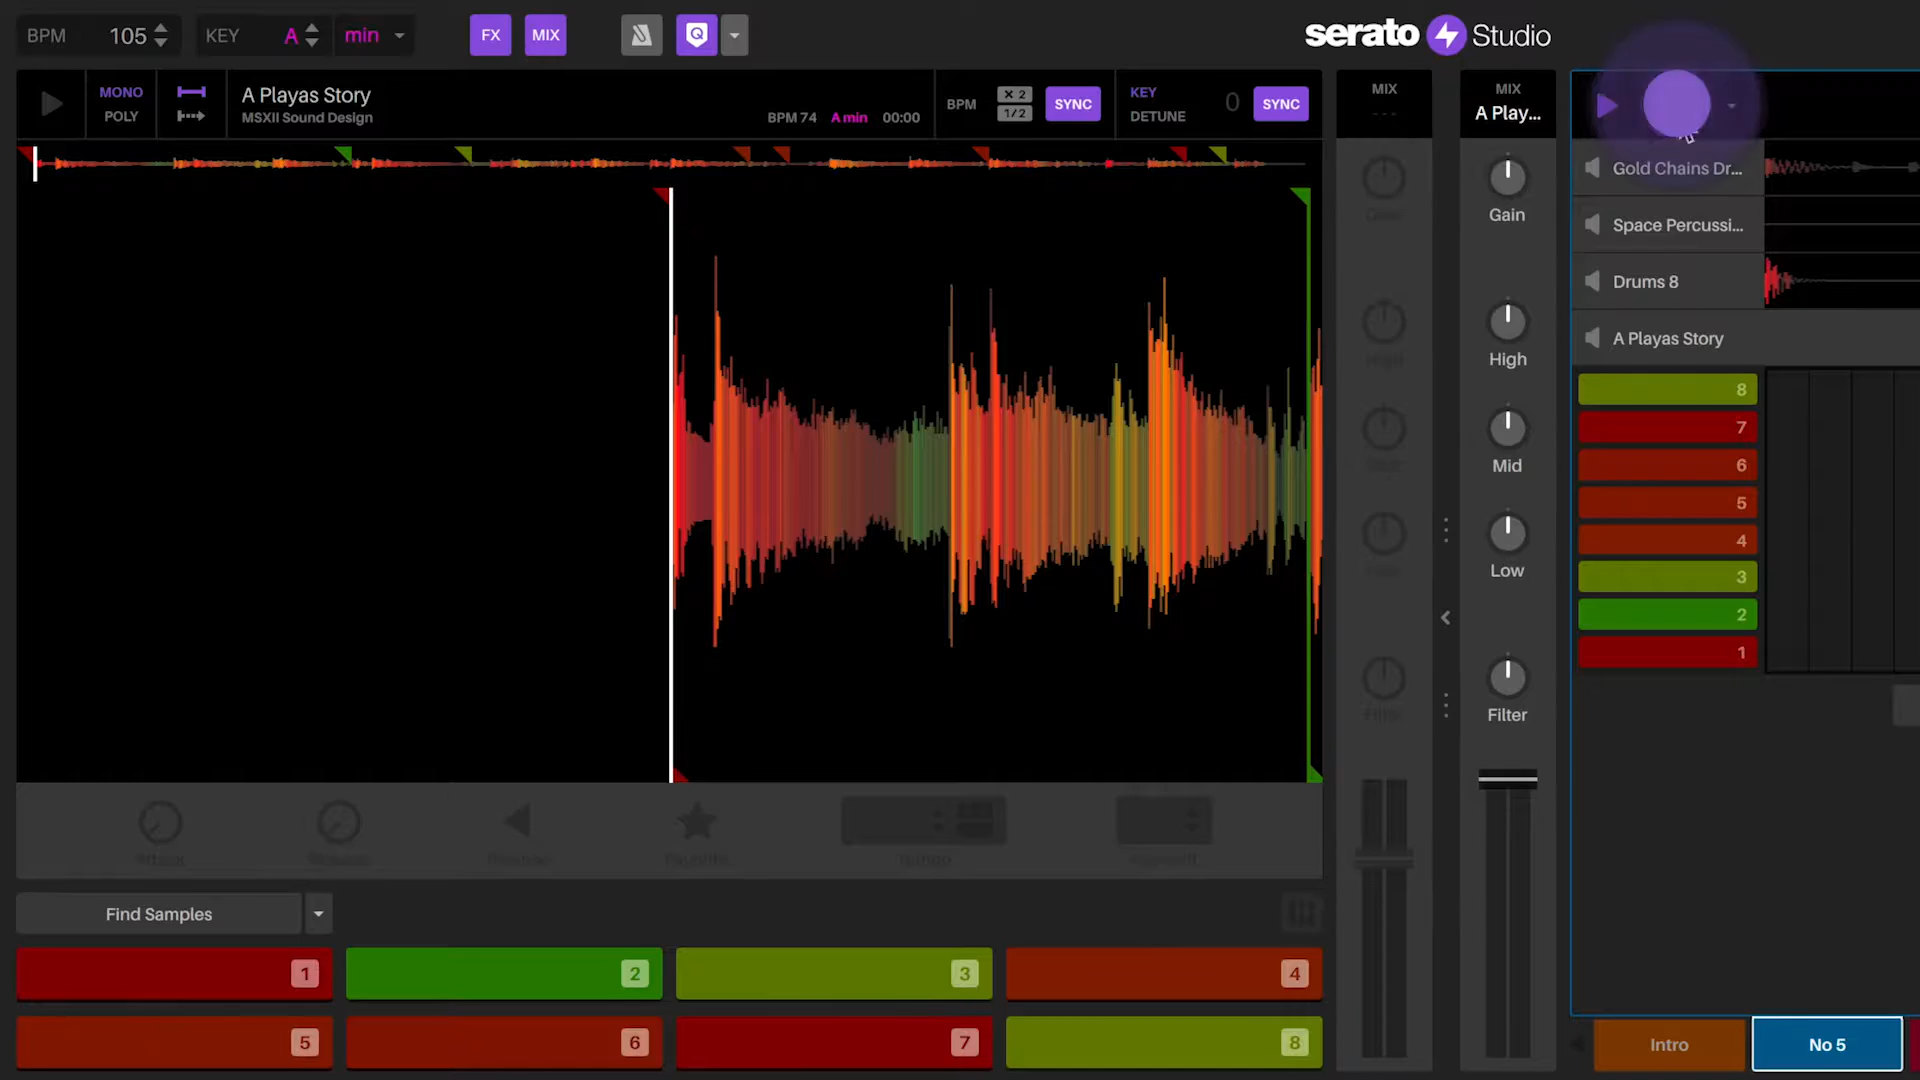 BPM 105 KEY A min FX MIX Q serato Studio
MONO
POLY
A Playas Story
MSXII Sound Design
BPM 74 A min 00:00
BPM x 2
1/2
SYNC
KEY
DETUNE
0 SYNC
MIX
---
MIX
A Play...
Gold Chains Dr...
Space Percussi...
Drums 8
A Playas Story
8
7
6
5
4
3
2
1
Gain
High
Mid
Low
Filter
Find Samples
1 2 3 4
5 6 7 8
Intro No 5